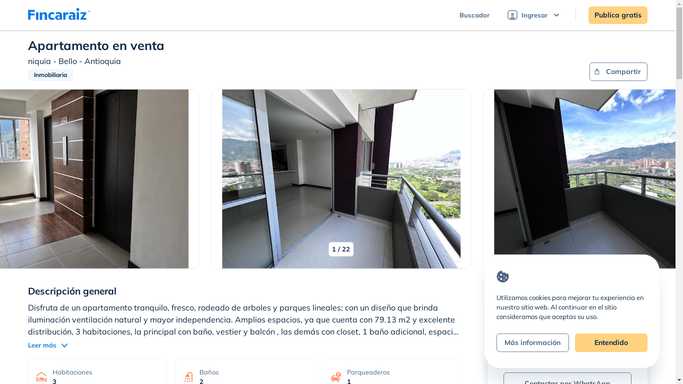 Fincaraiz
Buscador
Ingresar
Publica gratis
Apartamento en venta
niquia - Bello - Antioquia
Inmobiliaria
Compartir
1 / 22
Descripción general
Disfruta de un apartamento tranquilo, fresco, rodeado de arboles y parques lineales; con un diseño que brinda
iluminación ventilación natural y mayor independencia. Amplios espacios, ya que cuenta con 79.13 m2 y excelente
distribución, 3 habitaciones, la principal con baño, vestier y balcón , las demás con closet, 1 baño adicional, espaci...
Leer más
Habitaciones
3
Baños
2
Parqueaderos
1
Utilizamos cookies para mejorar tu experiencia en
nuestro sitio web. Al continuar en el sitio
consideramos que aceptas su uso.
Más información
Entendido
Contactar por WhatsApp